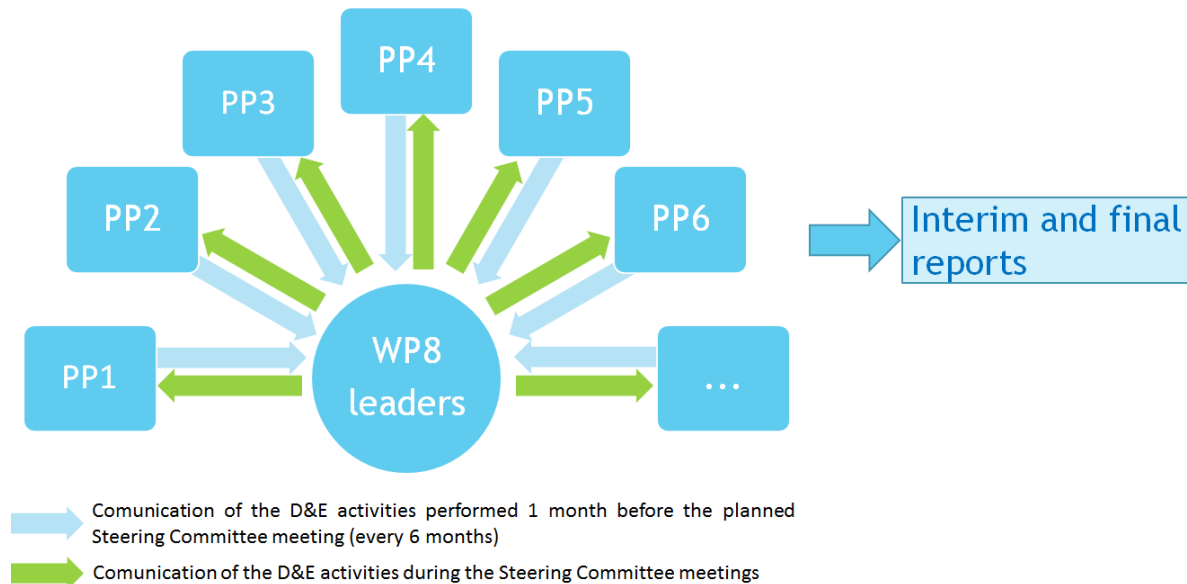 PP4
PP3
PP5
PP2
PP6
Interim and final
reports
PP1
WP8
leaders
...
Comunication of the D&E activities performed 1 month before the planned
Steering Committee meeting (every 6 months)
Comunication of the D&E activities during the Steering Committee meetings